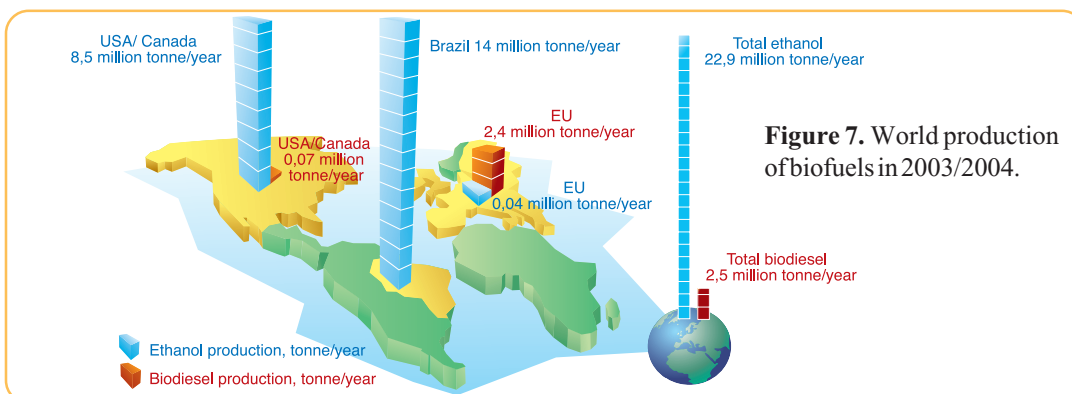 USA/ Canada
8,5 million tonne/year
Brazil 14 million tonne/year
Total ethanol
22,9 million tonne/year
EU
2,4 million tonne/year
USA/Canada
0,07 million
tonne/year
EU
0,04 million tonne/year
Figure 7. World production
of biofuels in 2003/2004.
Total biodiesel
2,5 million tonne/year
Ethanol production, tonne/year
Biodiesel production, tonne/year